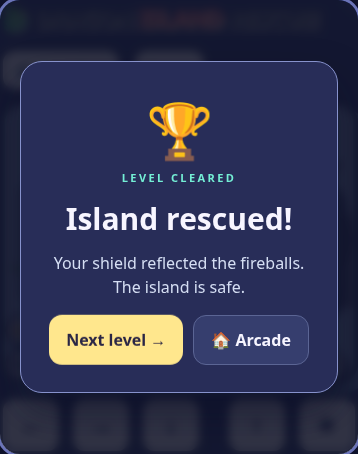 LEVEL CLEARED
Island rescued!
Your shield reflected the fireballs.
The island is safe.
Next level →
🏠 Arcade